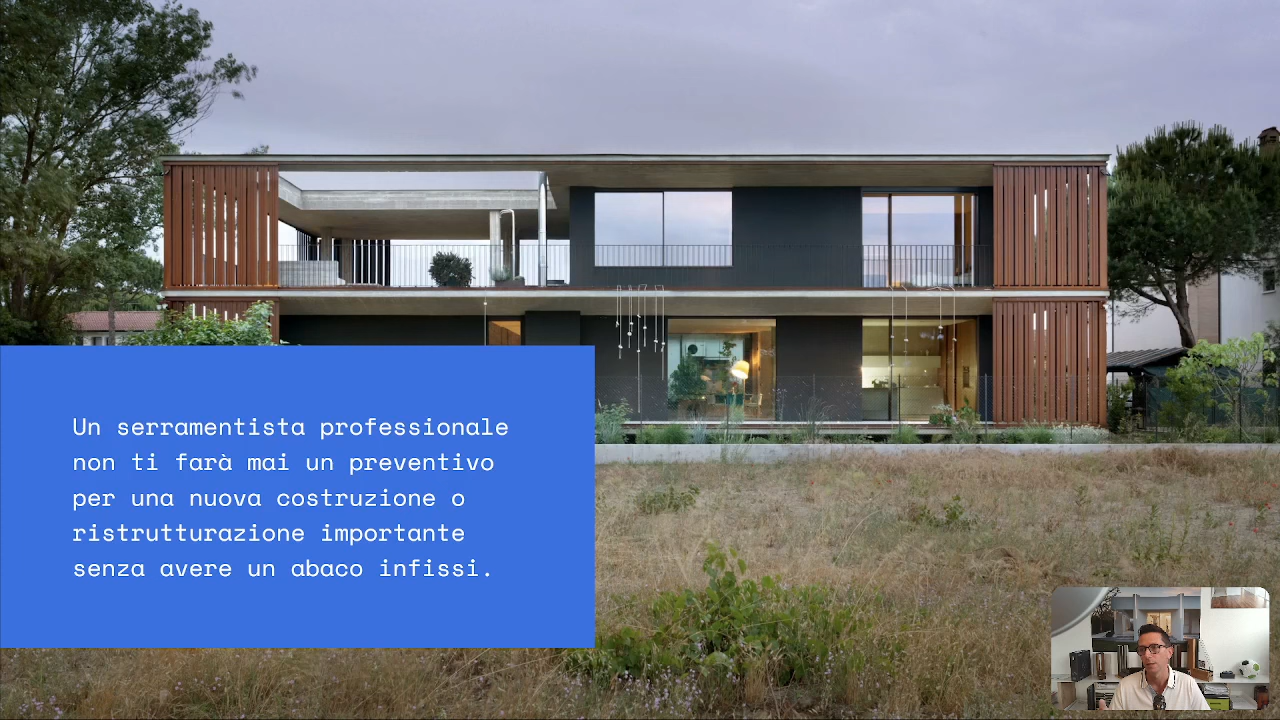 Un serramentista professionale
non ti farà mai un preventivo
per una nuova costruzione o
ristrutturazione importante
senza avere un abaco infissi.